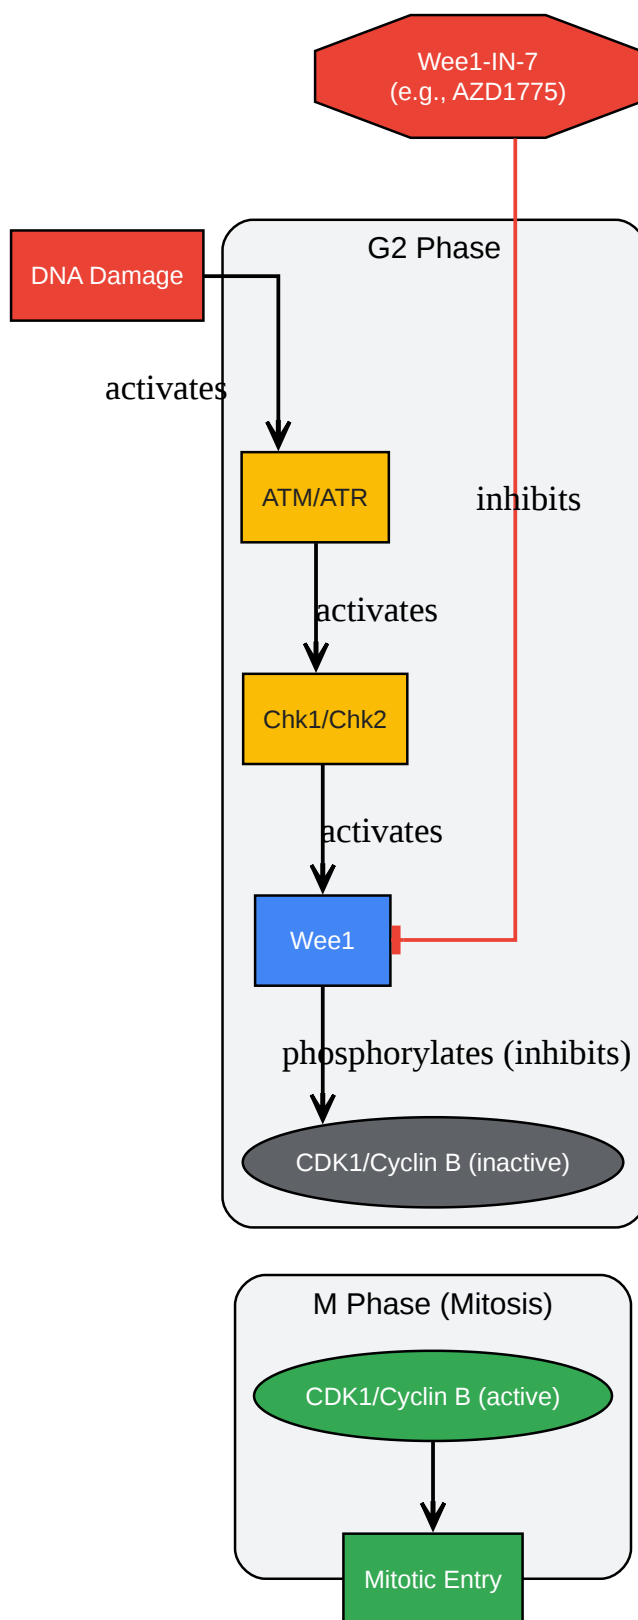 Wee1-IN-7
(e.g., AZD1775)
G2 Phase
DNA Damage
activates
ATM/ATR
inhibits
activates
Chk1/Chk2
activates
Wee1
phosphorylates (inhibits)
CDK1/Cyclin B (inactive)
M Phase (Mitosis)
CDK1/Cyclin B (active)
Mitotic Entry